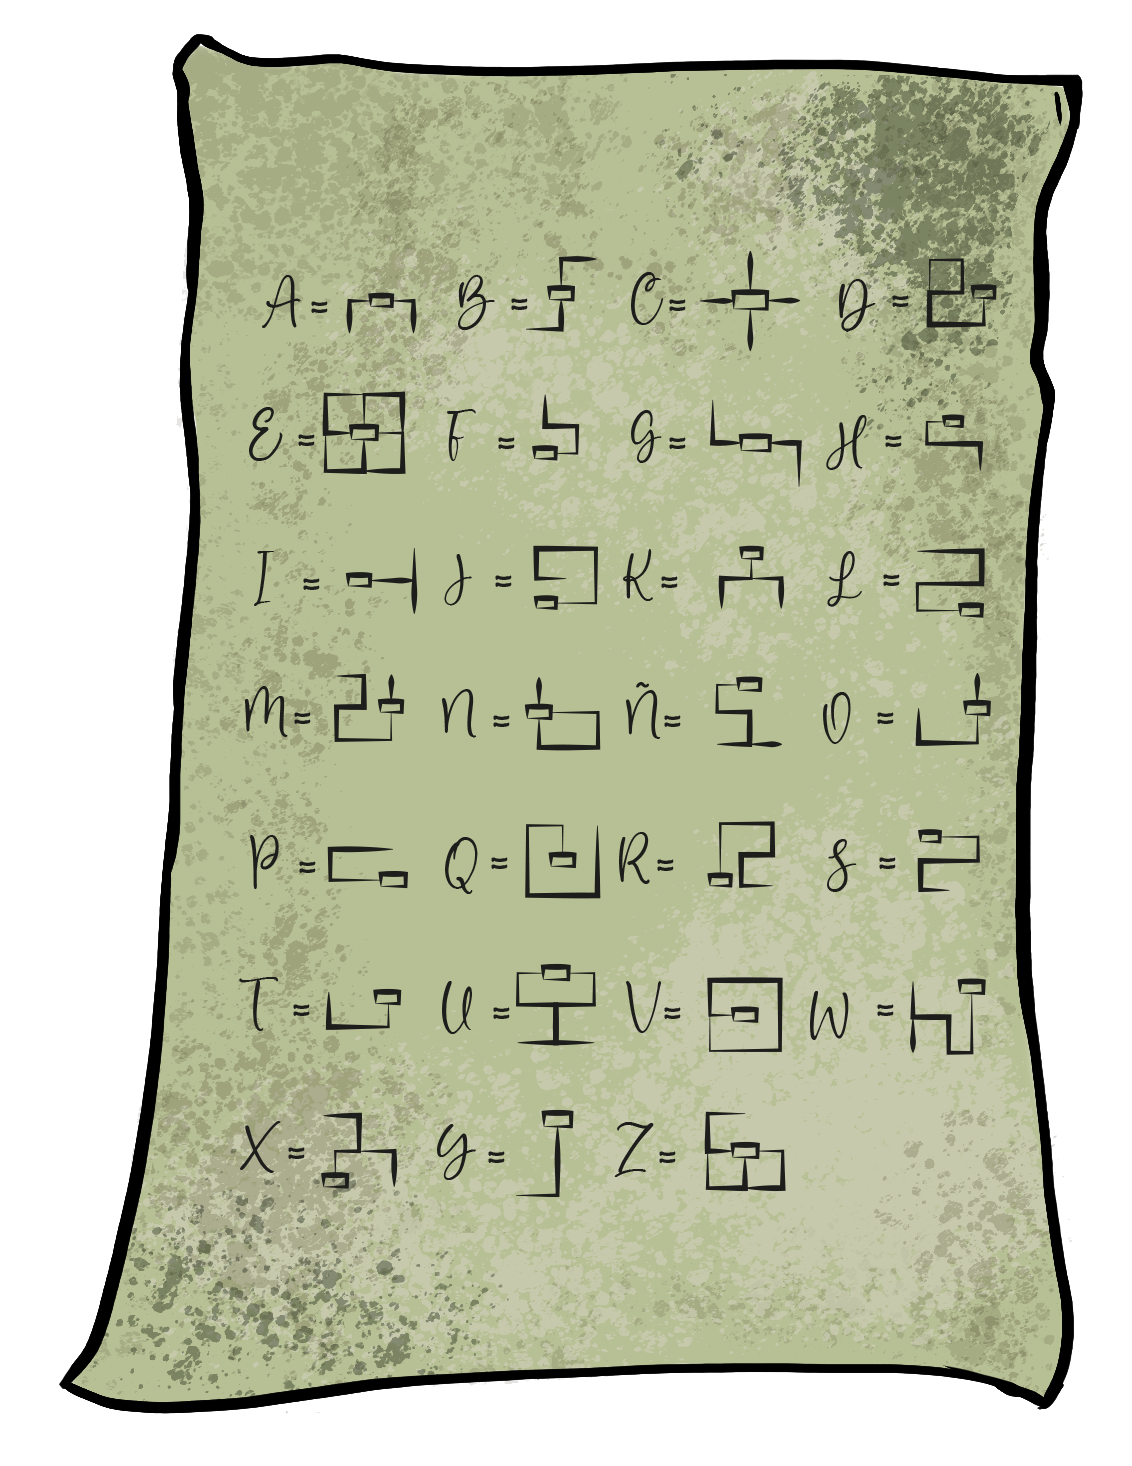 A = B = C = D =
E = F = G = H =
I = J = K = L =
M = N = Ñ = O =
P = Q = R = S =
T = U = V = W =
X = Y = Z =